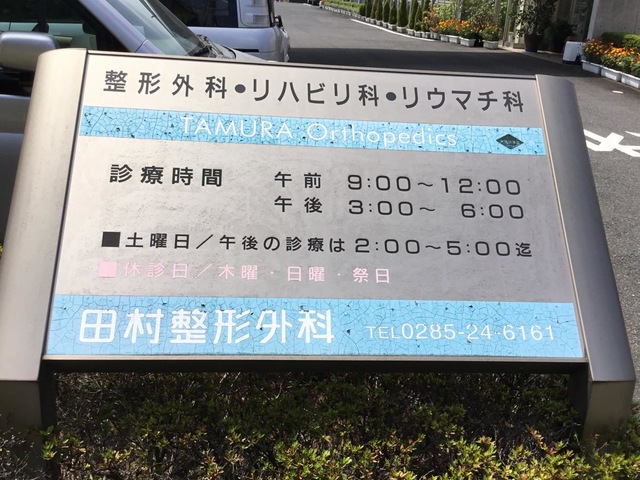 整形外科・リハビリ科・リウマチ科
TAMURA Orthopedics
診療時間 午前 9:00～12:00
午後 3:00～ 6:00
■土曜日／午後の診療は2:00～5:00迄
■休診日／木曜・日曜・祭日
田村整形外科 TEL0285-24-6161